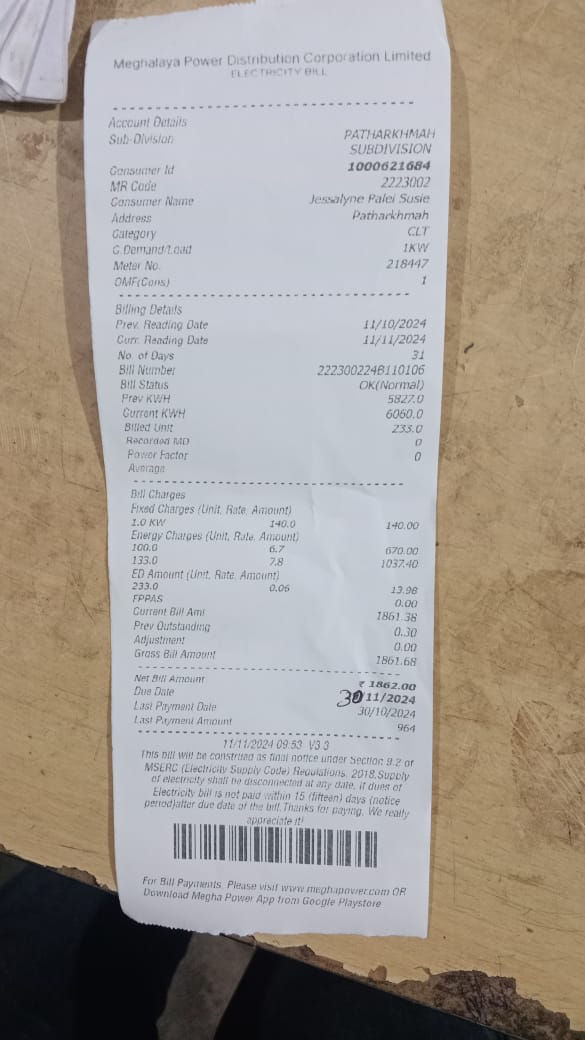 Meghalaya Power Distribution Corporation Limited
ELECTRICITY BILL
Account Details
Sub-Division PATHARKHMAH
SUBDIVISION
Consumer Id 1000621684
MR Code 2223002
Consumer Name Jessalyne Palei Susie
Address Patharkhmah
Category CLT
C.Demand/Load 1KW
Meter No. 218447
OMF(Cons) 1
Billing Details
Prev. Reading Date 11/10/2024
Curr. Reading Date 11/11/2024
No. of Days 31
Bill Number 222300224B110106
Bill Status OK(Normal)
Prev KWH 5827.0
Current KWH 6060.0
Billed Unit 233.0
Recorded MD 0
Power Factor 0
Average
Bill Charges
Fixed Charges (Unit, Rate, Amount)
1.0 KW 140.0 140.00
Energy Charges (Unit, Rate, Amount)
100.0 6.7 670.00
133.0 7.8 1037.40
ED Amount (Unit, Rate, Amount)
233.0 0.06 13.98
FPPAS 0.00
Current Bill Amt 1861.38
Prev Outstanding 0.30
Adjustment 0.00
Gross Bill Amount 1861.68
Net Bill Amount ₹ 1862.00
Due Date 30/11/2024
Last Payment Date 30/10/2024
Last Payment Amount 964
11/11/2024 09:53 V3.3
This bill will be construed as final notice under Section 9.2 of
MSERC (Electricity Supply Code) Regulations, 2018.Supply
of electricity shall be disconnected at any date, if dues of
Electricity bill is not paid within 15 (fifteen) days (notice
period)after due date of the bill.Thanks for paying. We really
appreciate it!
For Bill Payments, Please visit www.meghapower.com OR
Download Megha Power App from Google Playstore